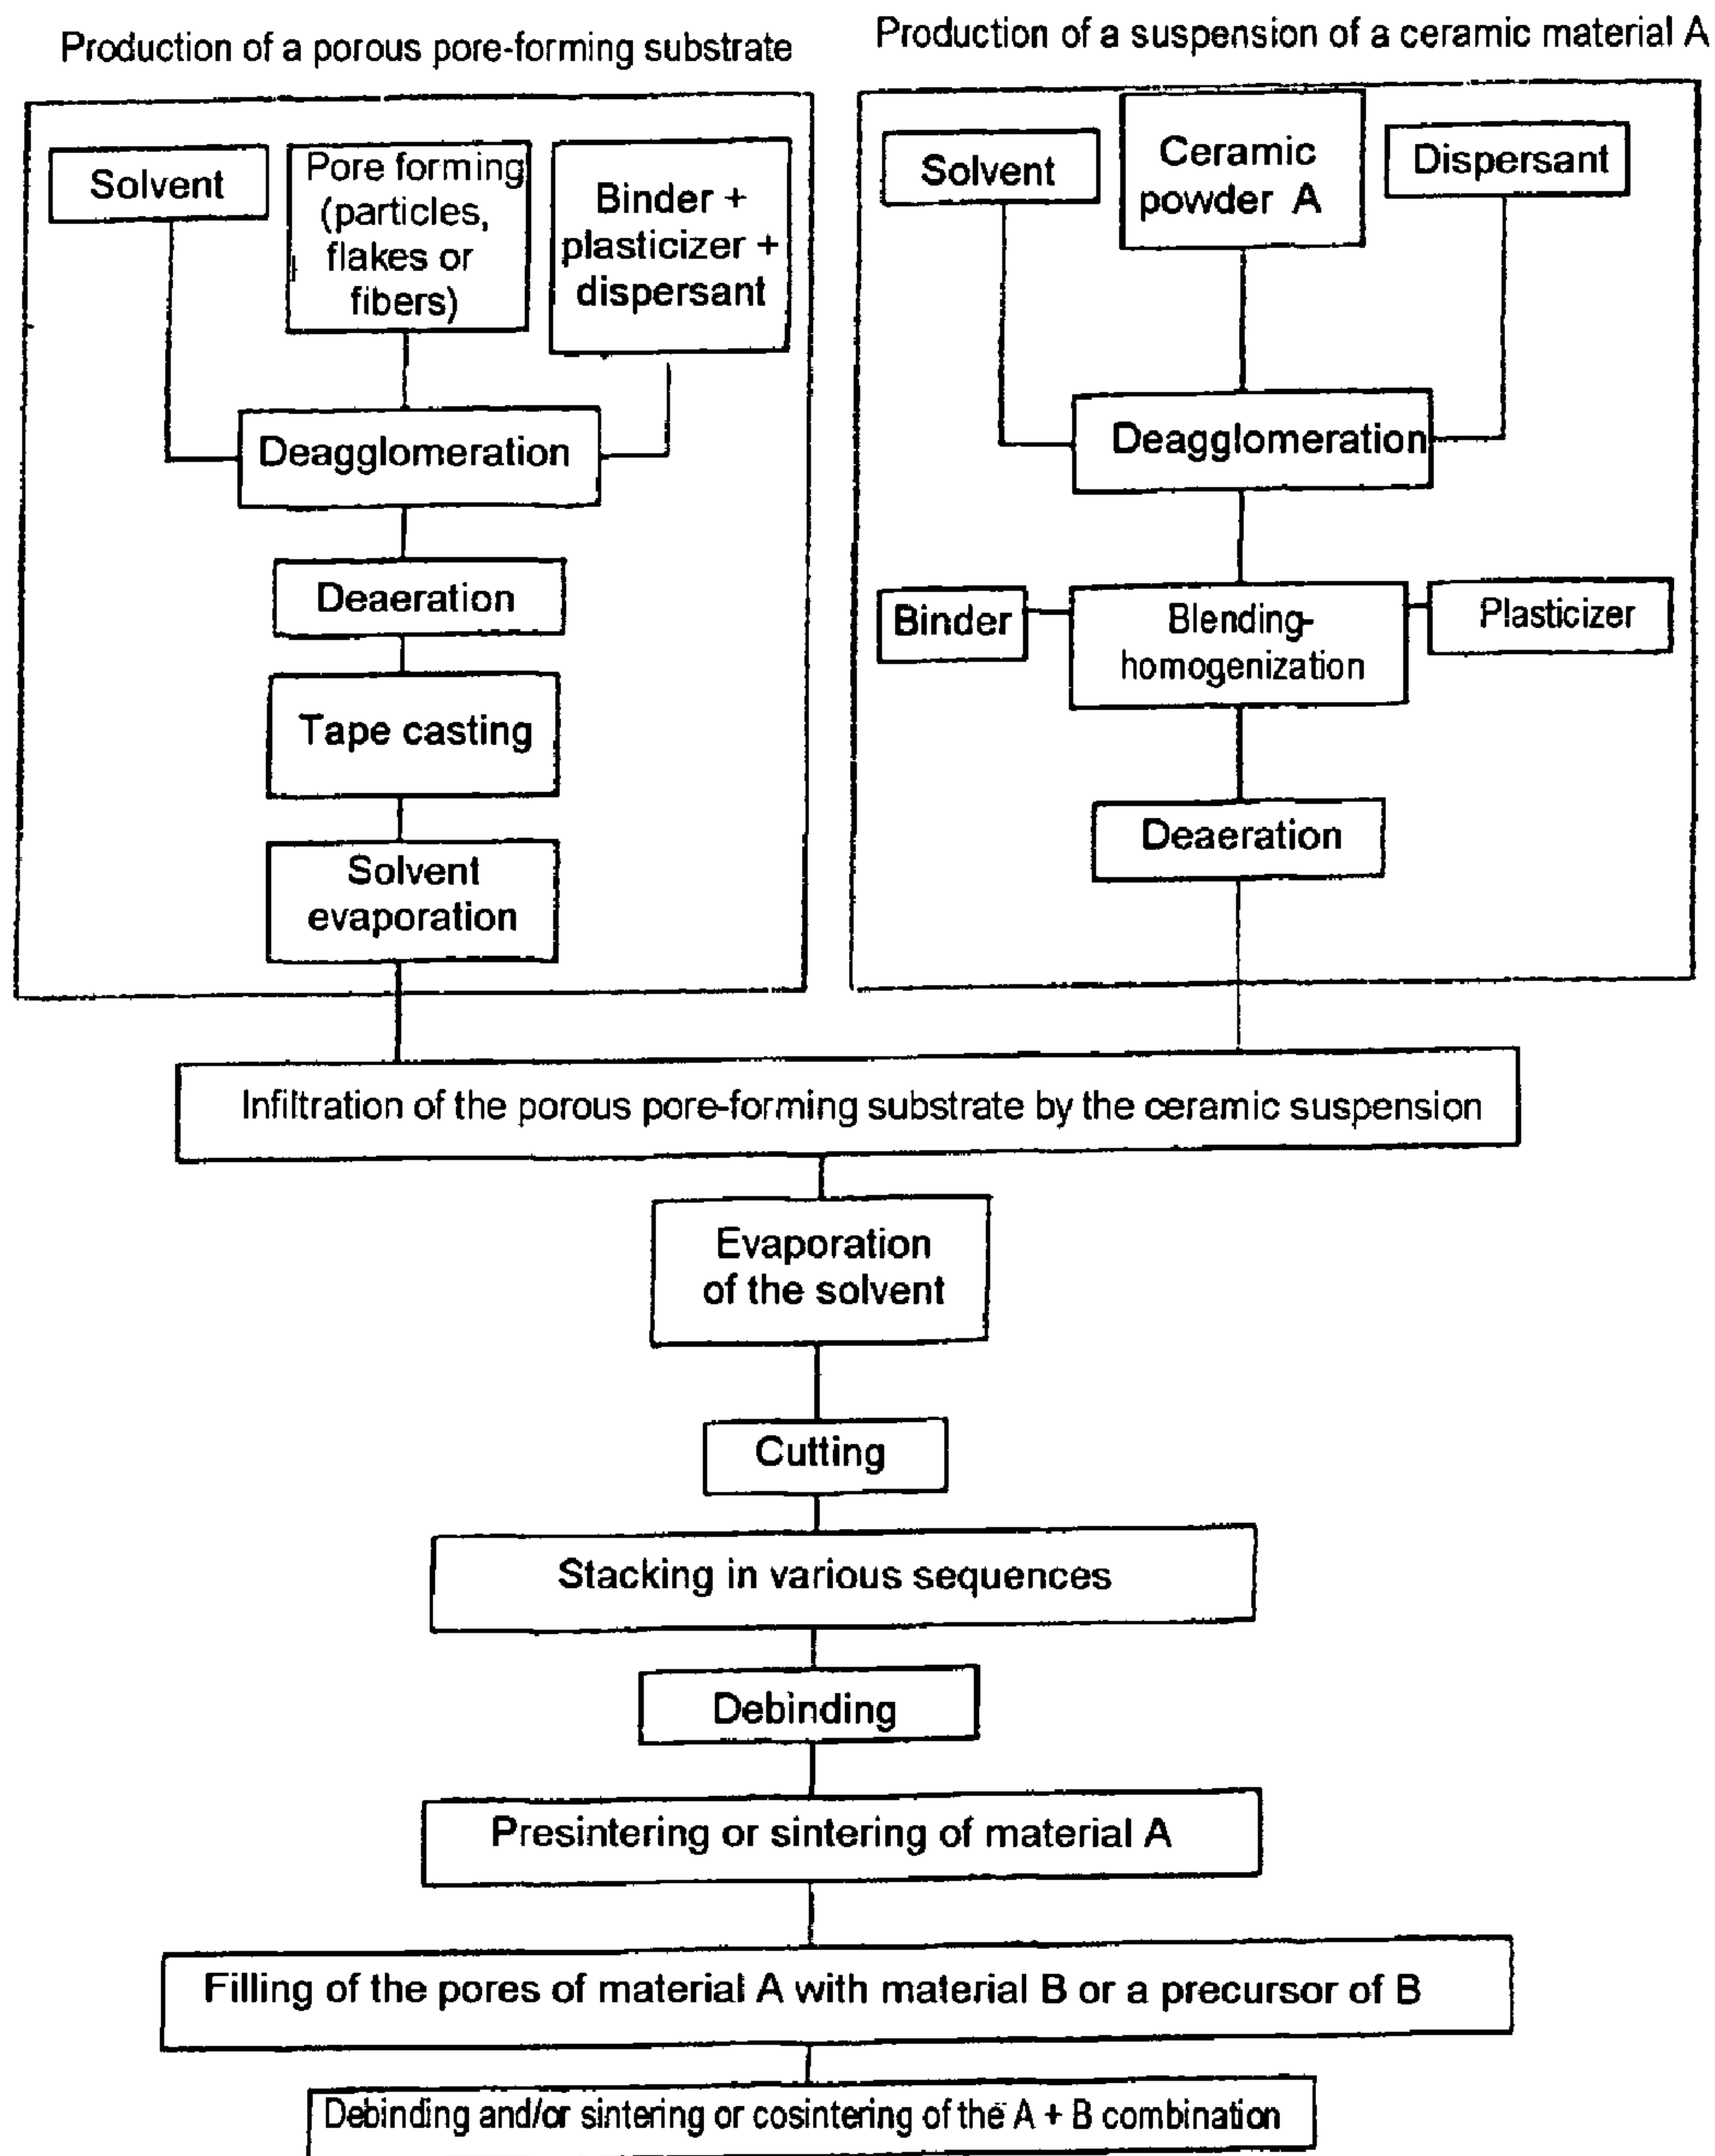 Production of a porous pore-forming substrate
Production of a suspension of a ceramic material A
Solvent
Pore forming
(particles,
flakes or
fibers)
Binder +
plasticizer +
dispersant
Deagglomeration
Deaeration
Tape casting
Solvent
evaporation
Solvent
Ceramic
powder A
Dispersant
Deagglomeration
Binder
Blending-
homogenization
Plasticizer
Deaeration
Infiltration of the porous pore-forming substrate by the ceramic suspension
Evaporation
of the solvent
Cutting
Stacking in various sequences
Debinding
Presintering or sintering of material A
Filling of the pores of material A with material B or a precursor of B
Debinding and/or sintering or cosintering of the A + B combination